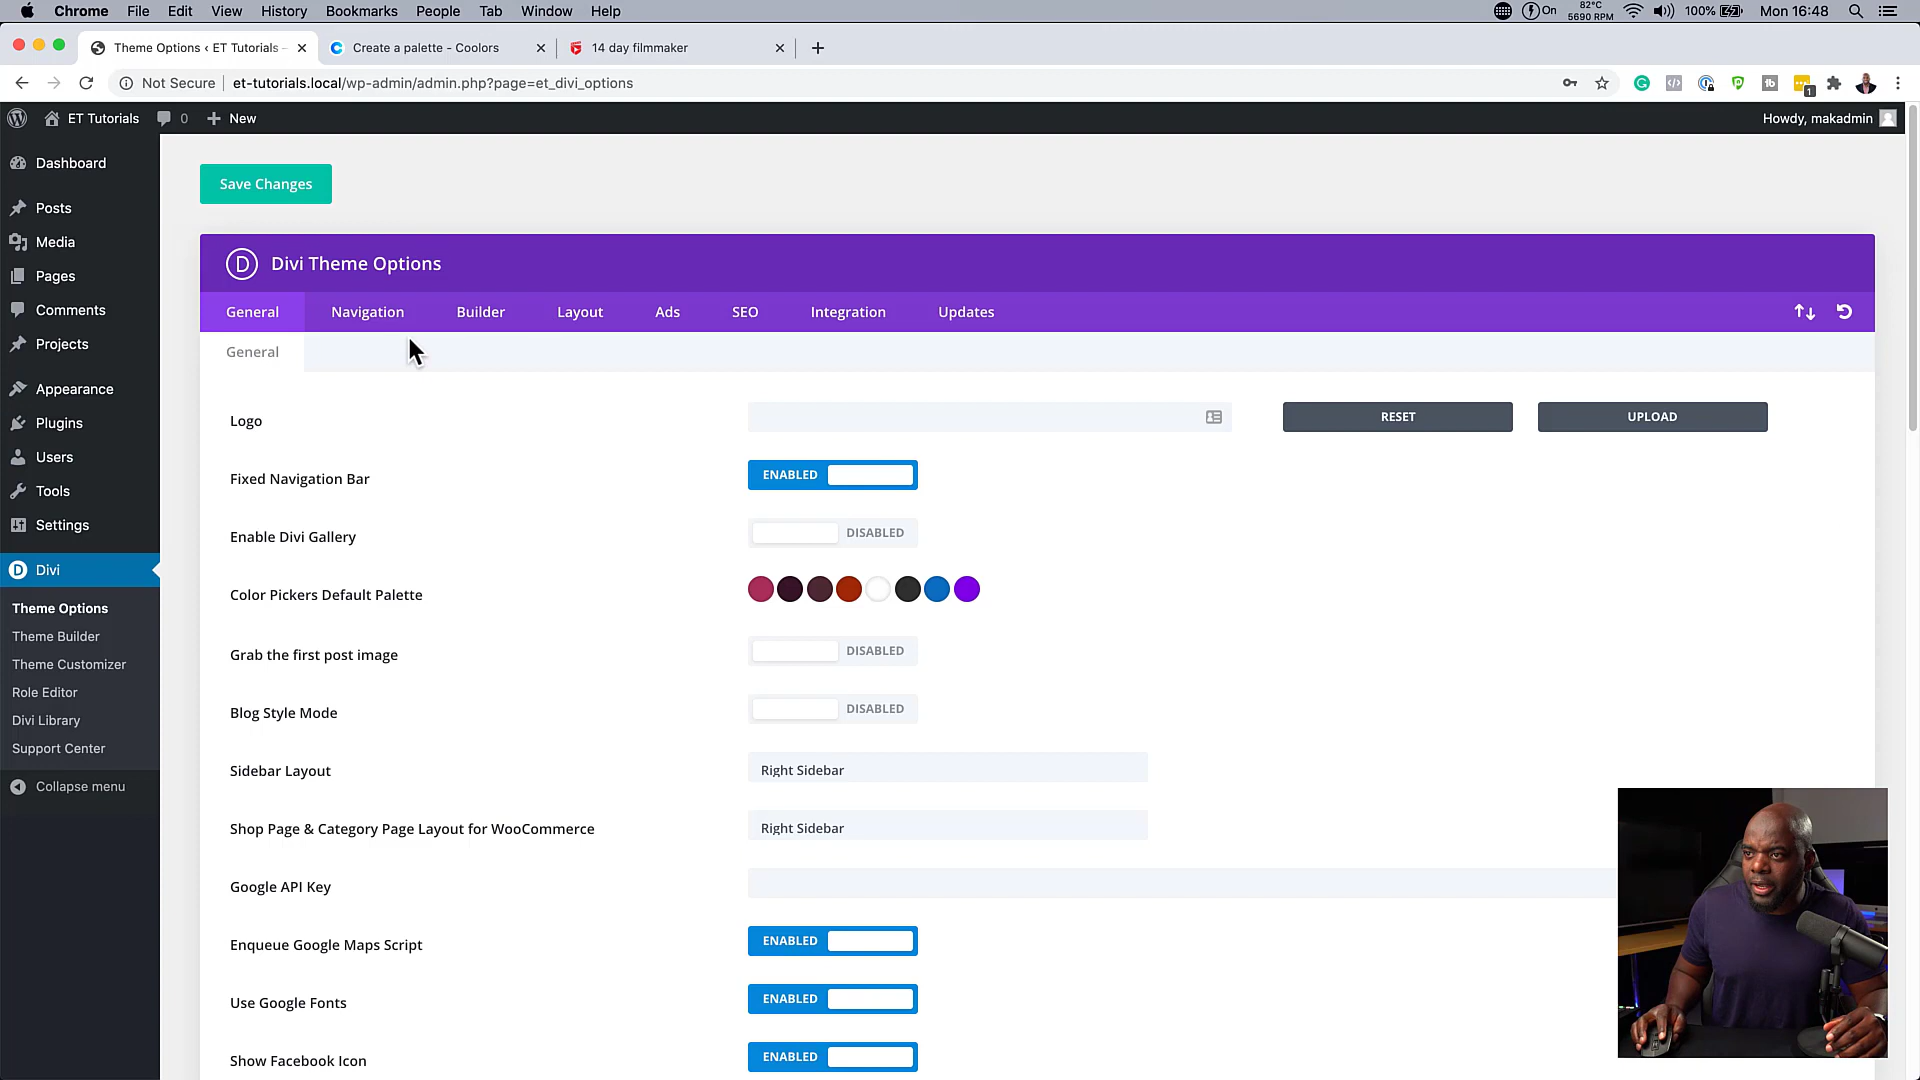 Chrome File Edit View History Bookmarks People Tab Window Help On 82°C 5690 RPM 100% Mon 16:48
Theme Options ‹ ET Tutorials – Create a palette - Coolors 14 day filmmaker
Not Secure et-tutorials.local/wp-admin/admin.php?page=et_divi_options 1
ET Tutorials 0 New Howdy, makadmin
Dashboard
Posts
Media
Pages
Comments
Projects
Appearance
Plugins
Users
Tools
Settings
Divi
Theme Options
Theme Builder
Theme Customizer
Role Editor
Divi Library
Support Center
Collapse menu
Save Changes
D Divi Theme Options
General Navigation Builder Layout Ads SEO Integration Updates
General
Logo RESET UPLOAD
Fixed Navigation Bar ENABLED
Enable Divi Gallery DISABLED
Color Pickers Default Palette
Grab the first post image DISABLED
Blog Style Mode DISABLED
Sidebar Layout Right Sidebar
Shop Page & Category Page Layout for WooCommerce Right Sidebar
Google API Key
Enqueue Google Maps Script ENABLED
Use Google Fonts ENABLED
Show Facebook Icon ENABLED